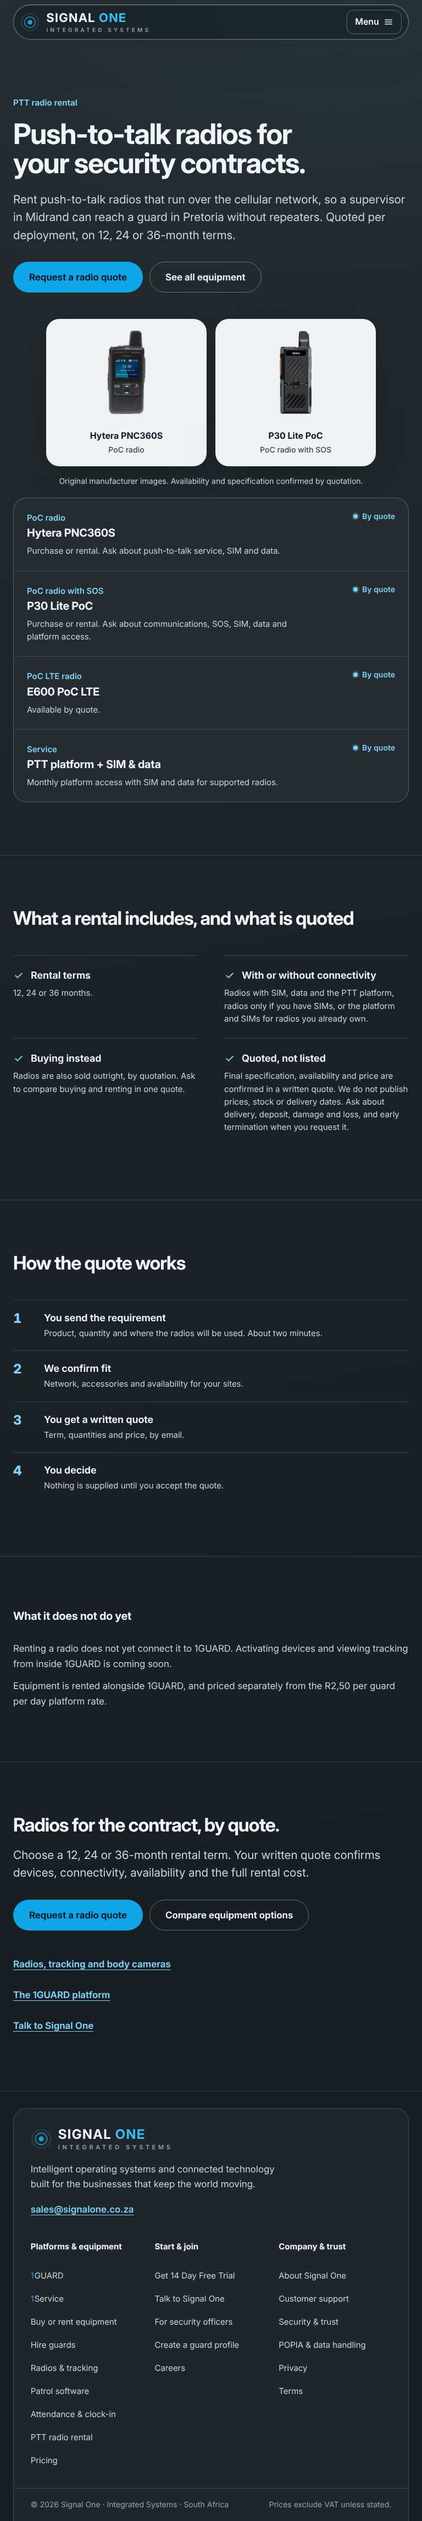 SIGNAL ONE
INTEGRATED SYSTEMS
Menu
PTT radio rental
Push-to-talk radios for
your security contracts.
Rent push-to-talk radios that run over the cellular network, so a supervisor
in Midrand can reach a guard in Pretoria without repeaters. Quoted per
deployment, on 12, 24 or 36-month terms.
Request a radio quote
See all equipment
Hytera PNC360S
PoC radio
P30 Lite PoC
PoC radio with SOS
Original manufacturer images. Availability and specification confirmed by quotation.
PoC radio
By quote
Hytera PNC360S
Purchase or rental. Ask about push-to-talk service, SIM and data.
PoC radio with SOS
By quote
P30 Lite PoC
Purchase or rental. Ask about communications, SOS, SIM, data and
platform access.
PoC LTE radio
By quote
E600 PoC LTE
Available by quote.
Service
By quote
PTT platform + SIM & data
Monthly platform access with SIM and data for supported radios.
What a rental includes, and what is quoted
Rental terms
12, 24 or 36 months.
With or without connectivity
Radios with SIM, data and the PTT platform,
radios only if you have SIMs, or the platform
and SIMs for radios you already own.
Buying instead
Radios are also sold outright, by quotation. Ask
to compare buying and renting in one quote.
Quoted, not listed
Final specification, availability and price are
confirmed in a written quote. We do not publish
prices, stock or delivery dates. Ask about
delivery, deposit, damage and loss, and early
termination when you request it.
How the quote works
1
You send the requirement
Product, quantity and where the radios will be used. About two minutes.
2
We confirm fit
Network, accessories and availability for your sites.
3
You get a written quote
Term, quantities and price, by email.
4
You decide
Nothing is supplied until you accept the quote.
What it does not do yet
Renting a radio does not yet connect it to 1GUARD. Activating devices and viewing tracking
from inside 1GUARD is coming soon.
Equipment is rented alongside 1GUARD, and priced separately from the R2,50 per guard
per day platform rate.
Radios for the contract, by quote.
Choose a 12, 24 or 36-month rental term. Your written quote confirms
devices, connectivity, availability and the full rental cost.
Request a radio quote
Compare equipment options
Radios, tracking and body cameras
The 1GUARD platform
Talk to Signal One
SIGNAL ONE
INTEGRATED SYSTEMS
Intelligent operating systems and connected technology
built for the businesses that keep the world moving.
sales@signalone.co.za
Platforms & equipment
1GUARD
1Service
Buy or rent equipment
Hire guards
Radios & tracking
Patrol software
Attendance & clock-in
PTT radio rental
Pricing
Start & join
Get 14 Day Free Trial
Talk to Signal One
For security officers
Create a guard profile
Careers
Company & trust
About Signal One
Customer support
Security & trust
POPIA & data handling
Privacy
Terms
© 2026 Signal One · Integrated Systems · South Africa
Prices exclude VAT unless stated.